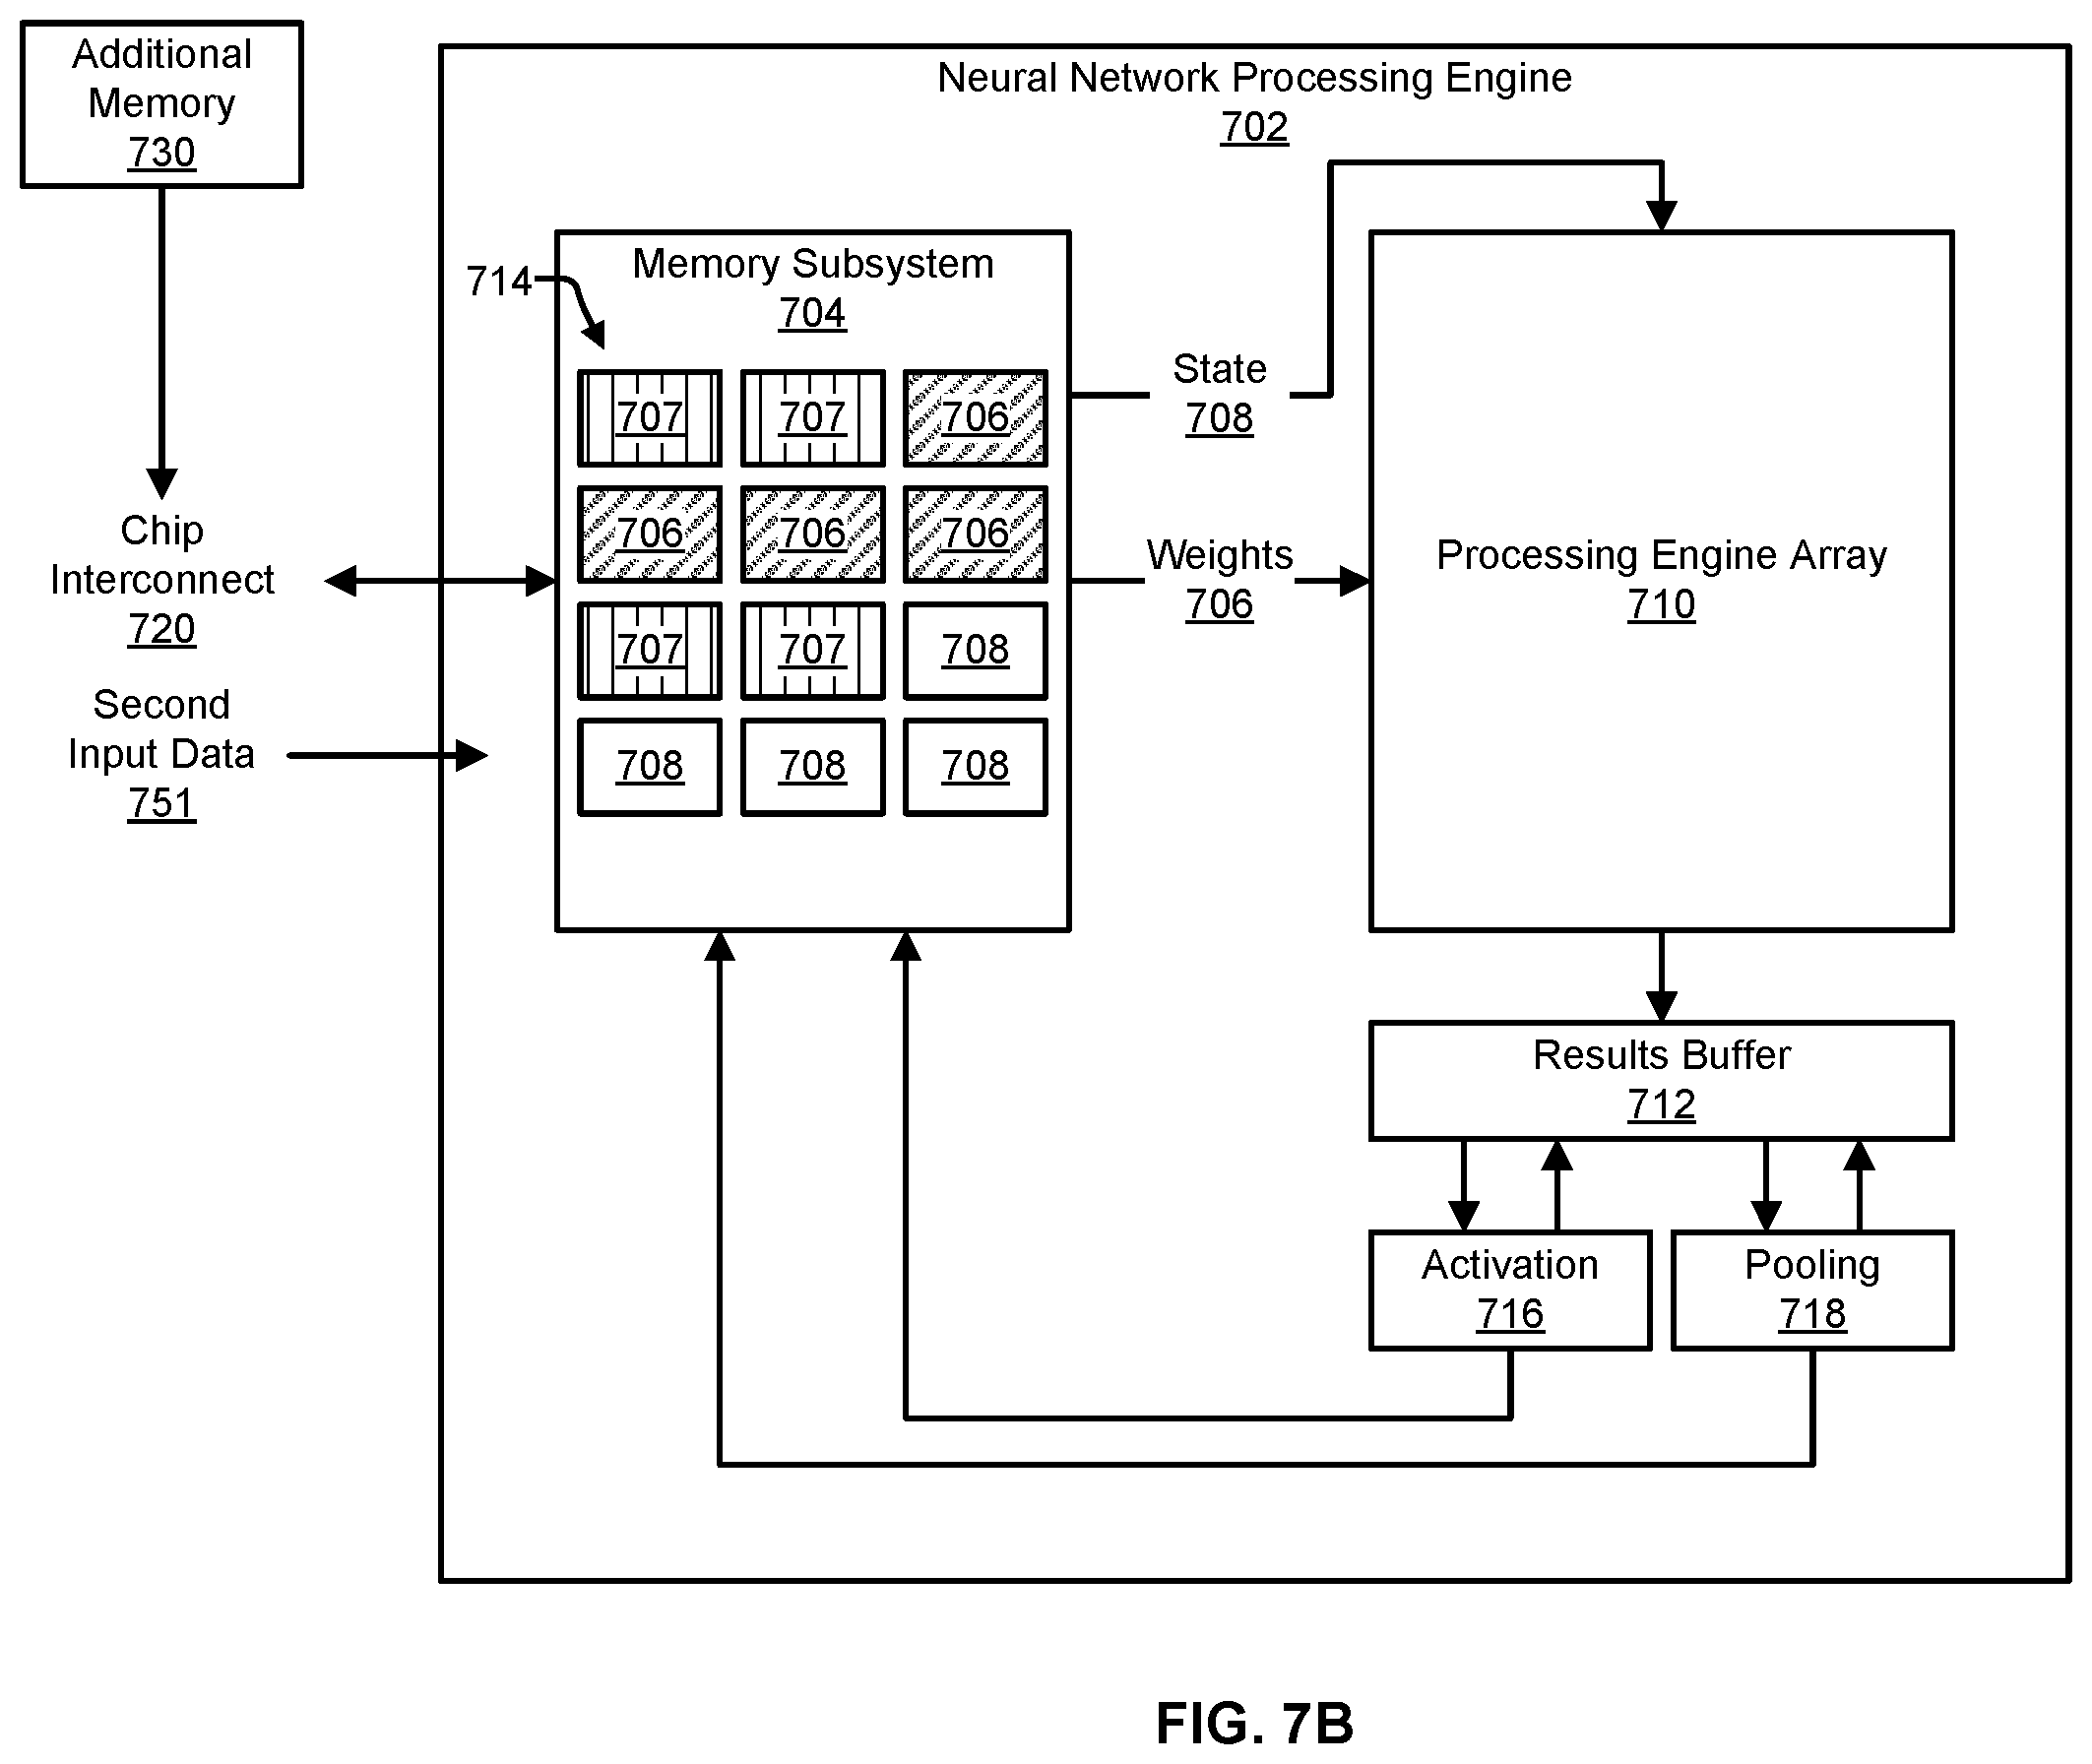 Additional
Memory
730
Neural Network Processing Engine
702
714
Memory Subsystem
704
707 707 706
706 706 706
707 707 708
708 708 708
State
708
Weights
706
Processing Engine Array
710
Chip
Interconnect
720
Second
Input Data
751
Results Buffer
712
Activation
716
Pooling
718
FIG. 7B